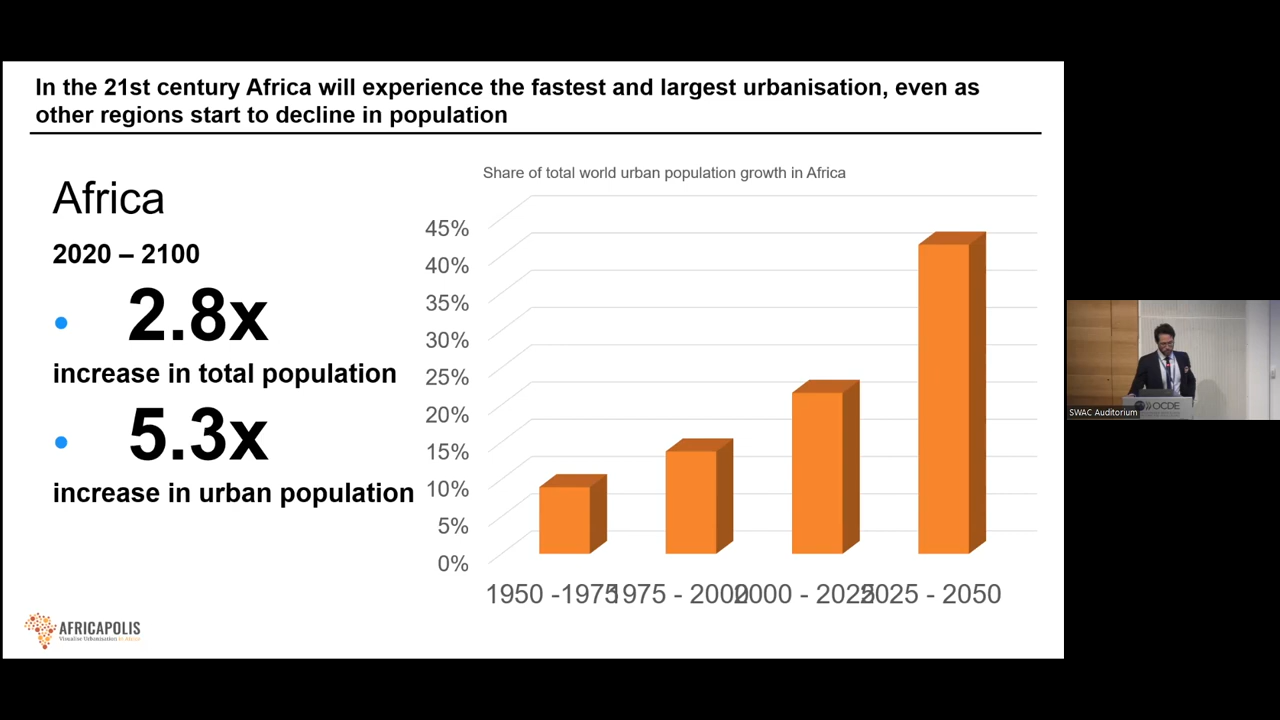 In the 21st century Africa will experience the fastest and largest urbanisation, even as
other regions start to decline in population
Africa
2020 – 2100
• 2.8x
increase in total population
• 5.3x
increase in urban population
Share of total world urban population growth in Africa
45%
40%
35%
30%
25%
20%
15%
10%
5%
0%
1950 -1975
1975 - 2000
2000 - 2025
2025 - 2050
AFRICAPOLIS
Visualise Urbanisation in Africa
OCDE
SWAC Auditorium